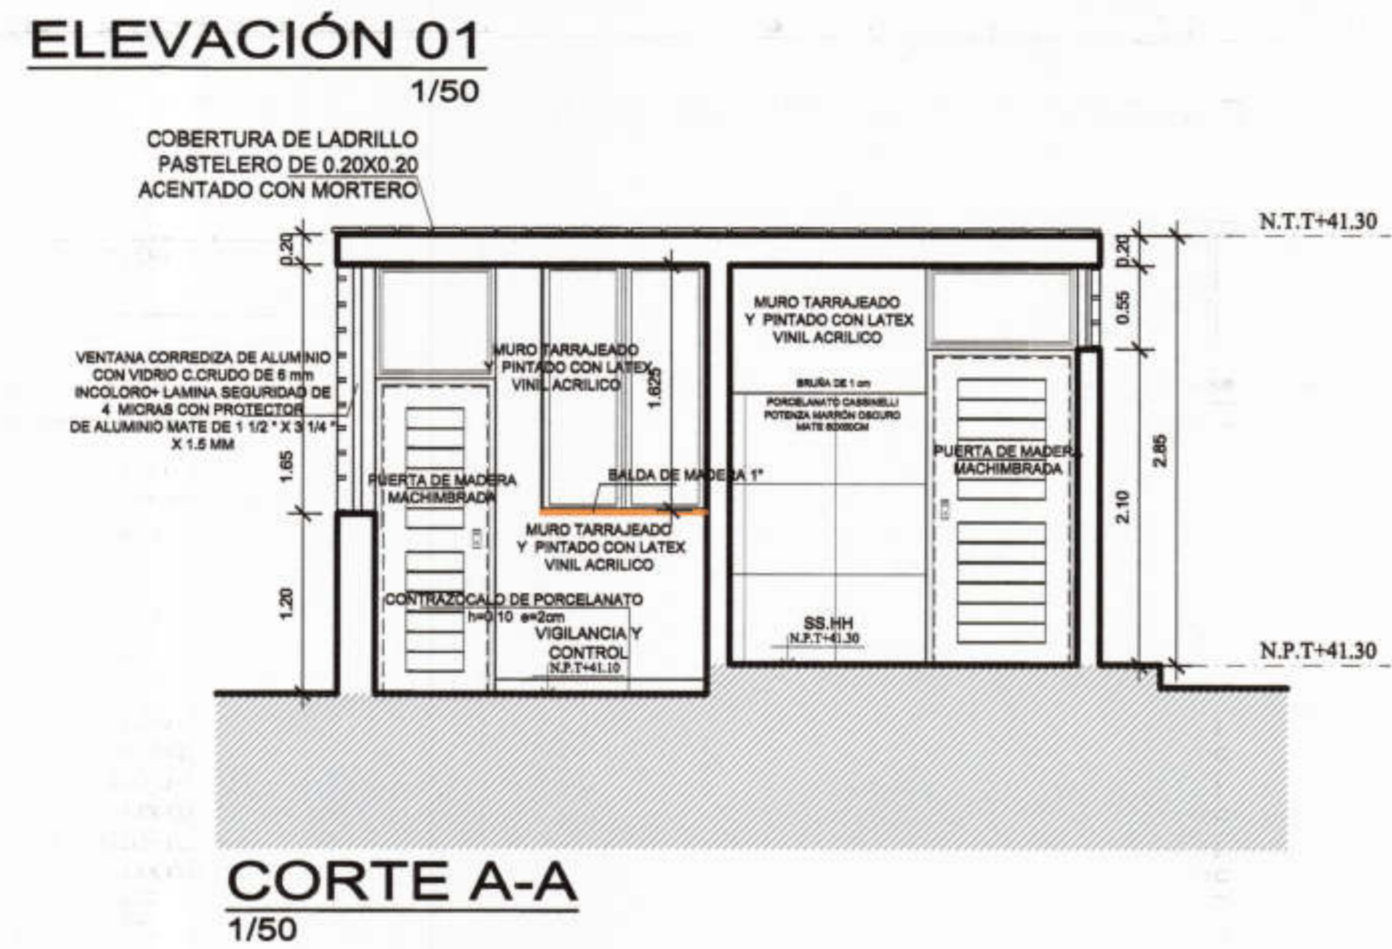 ELEVACIÓN 01
1/50
COBERTURA DE LADRILLO
PASTELERO DE 0.20X0.20
ACENTADO CON MORTERO
N.T.T+41.30
0.20
0.20
0.55
MURO TARRAJEADO
Y PINTADO CON LATEX
VINIL ACRILICO
MURO TARRAJEADO
Y PINTADO CON LATEX
VINIL ACRILICO
VENTANA CORREDIZA DE ALUMINIO
CON VIDRIO C.CRUDO DE 6 mm
INCOLORO+ LAMINA SEGURIDAD DE
4 MICRAS CON PROTECTOR
DE ALUMINIO MATE DE 1 1/2 " X 3 1/4 "
X 1.5 MM
1.625
BRUÑA DE 1 cm
PORCELANATO CASSINELLI
POTENZA MARRÓN OSCURO
MATE 60X60CM
1.65
PUERTA DE MADERA
MACHIMBRADA
BALDA DE MADERA 1"
PUERTA DE MADERA
MACHIMBRADA
2.85
2.10
MURO TARRAJEADO
Y PINTADO CON LATEX
VINIL ACRILICO
1.20
CONTRAZOCALO DE PORCELANATO
h=0.10 e=2cm
VIGILANCIA Y
CONTROL
N.P.T+41.10
SS.HH
N.P.T+41.30
N.P.T+41.30
CORTE A-A
1/50